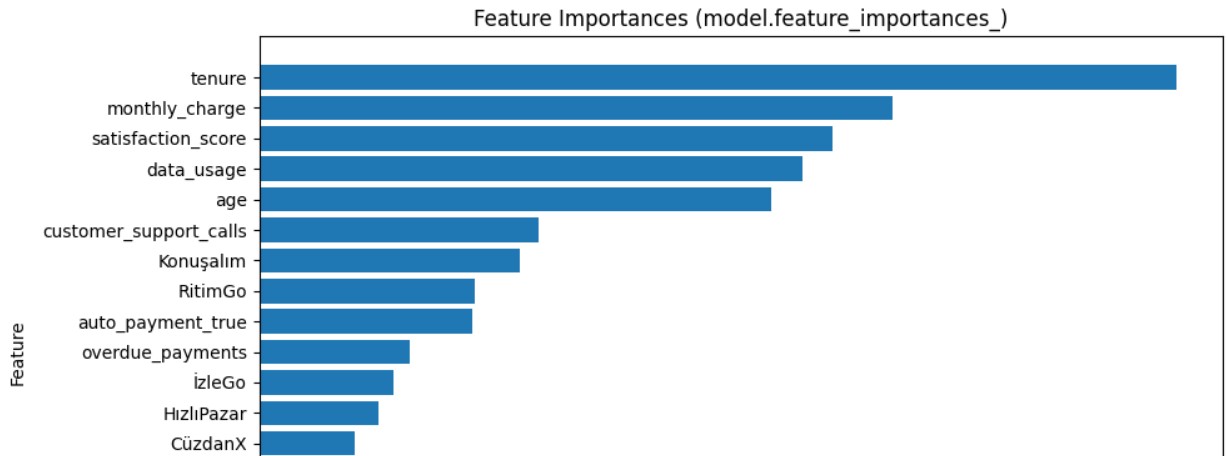 Feature Importances (model.feature_importances_)
tenure
monthly_charge
satisfaction_score
data_usage
age
customer_support_calls
Konuşalım
RitimGo
auto_payment_true
overdue_payments
İzleGo
HızlıPazar
CüzdanX
Feature